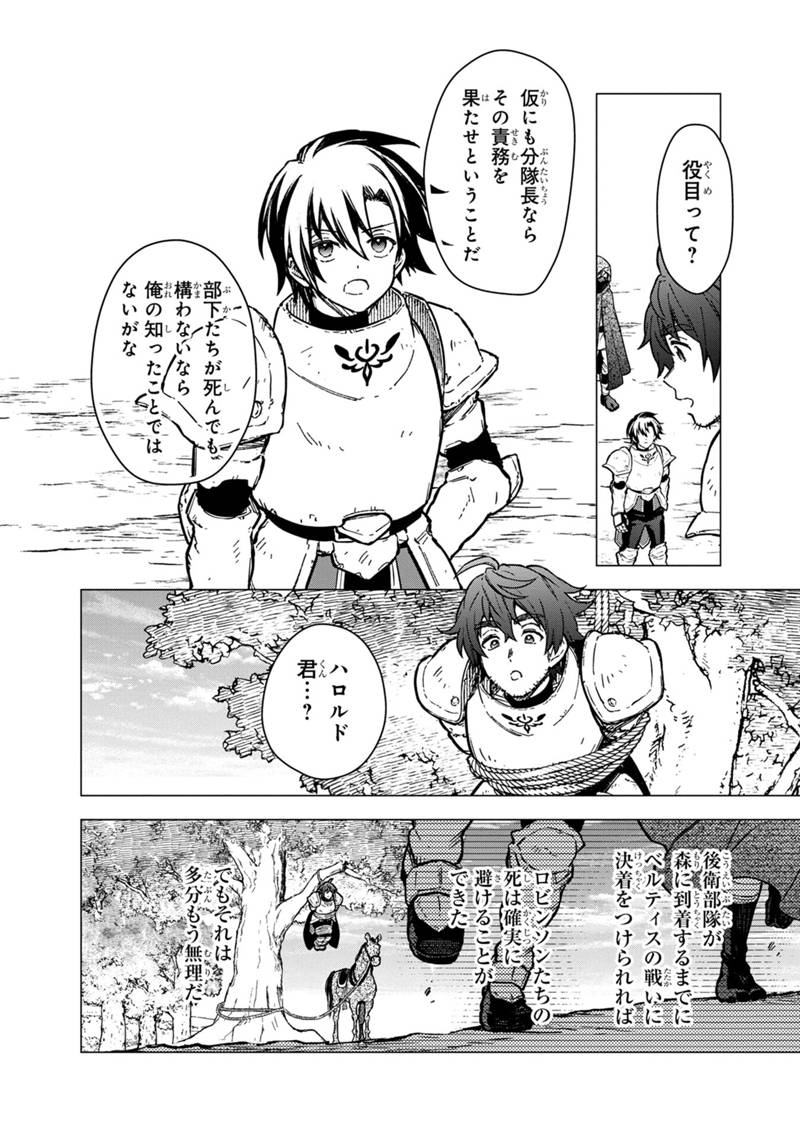 役目って?
仮にも分隊長なら
その責務を
果たせということだ
部下たちが死んでも
構わないなら
俺の知ったことでは
ないがな
ハロルド
君…?
後衛部隊が
森に到着するまでに
ベルティスの戦いに
決着をつけられれば
ロビンソンたちの
死は確実に
避けることが
できた
でもそれは
多分もう無理だ